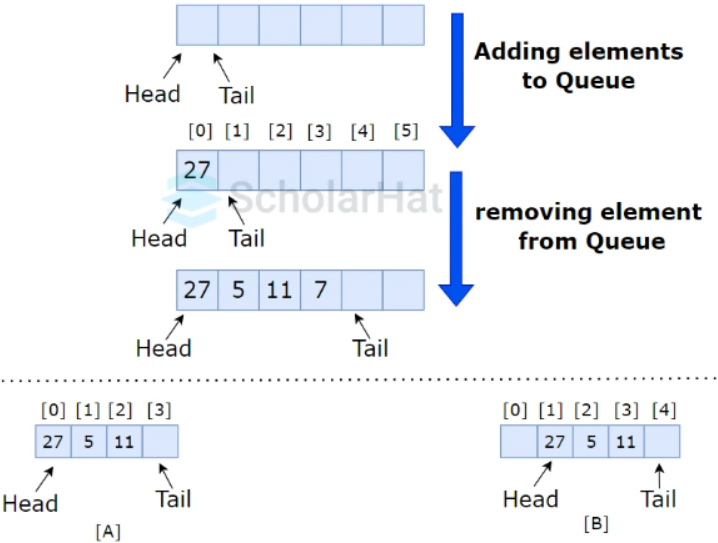 Adding elements
to Queue
Head Tail
[0] [1] [2] [3] [4] [5]
27
ScholarHat
Head Tail
removing element
from Queue
27 5 11 7
Head Tail
[0] [1] [2] [3]
27 5 11
Head Tail
[A]
[0] [1] [2] [3] [4]
27 5 11
Head Tail
[B]